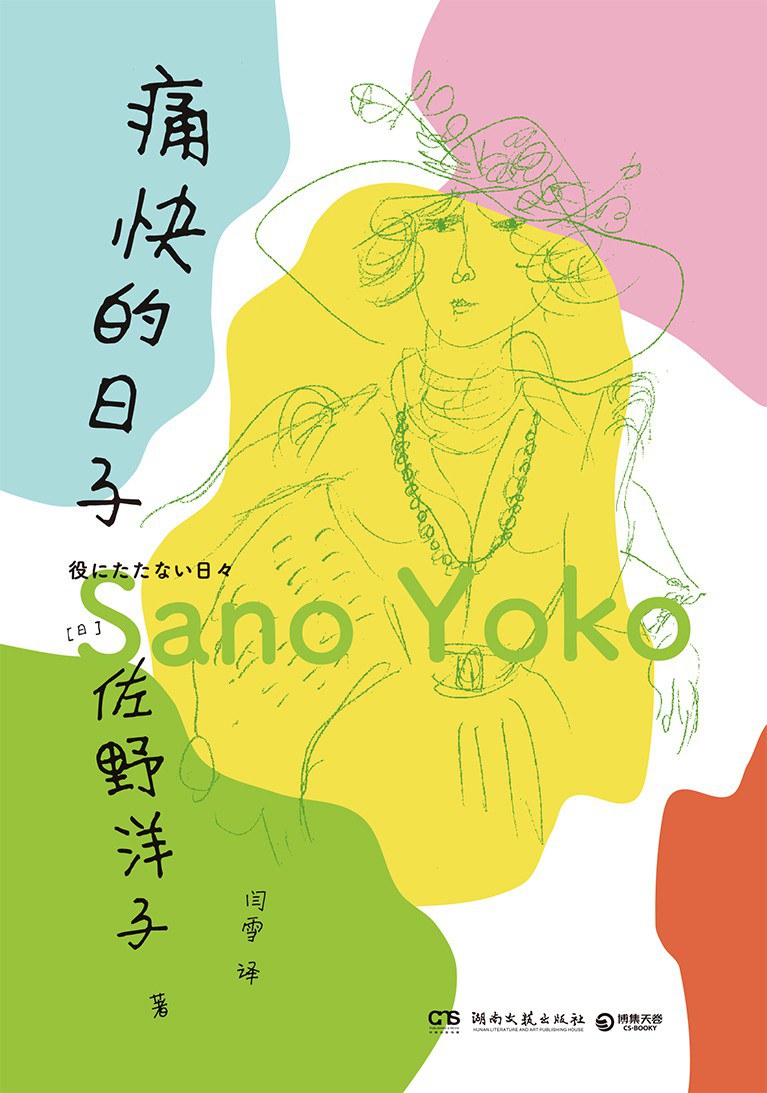 痛快的日子
役にたたない日々
Sano Yoko
[日]
佐野洋子
著
闫雪 译
CNS
湖南文艺出版社
HUNAN LITERATURE AND ART PUBLISHING HOUSE
博集天卷
CS-BOOKY